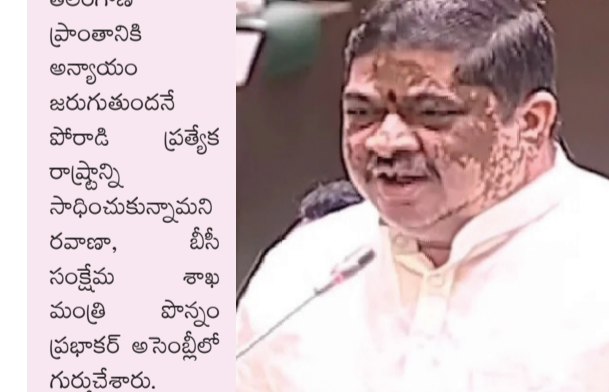 తెలంగాణ
ప్రాంతానికి
అన్యాయం
జరుగుతుందనే
పోరాడి ప్రత్యేక
రాష్ట్రాన్ని
సాధించుకున్నామని
రవాణా, బీసీ
సంక్షేమ శాఖ
మంత్రి పొన్నం
ప్రభాకర్ అసెంబ్లీలో
గుర్తుచేశారు.